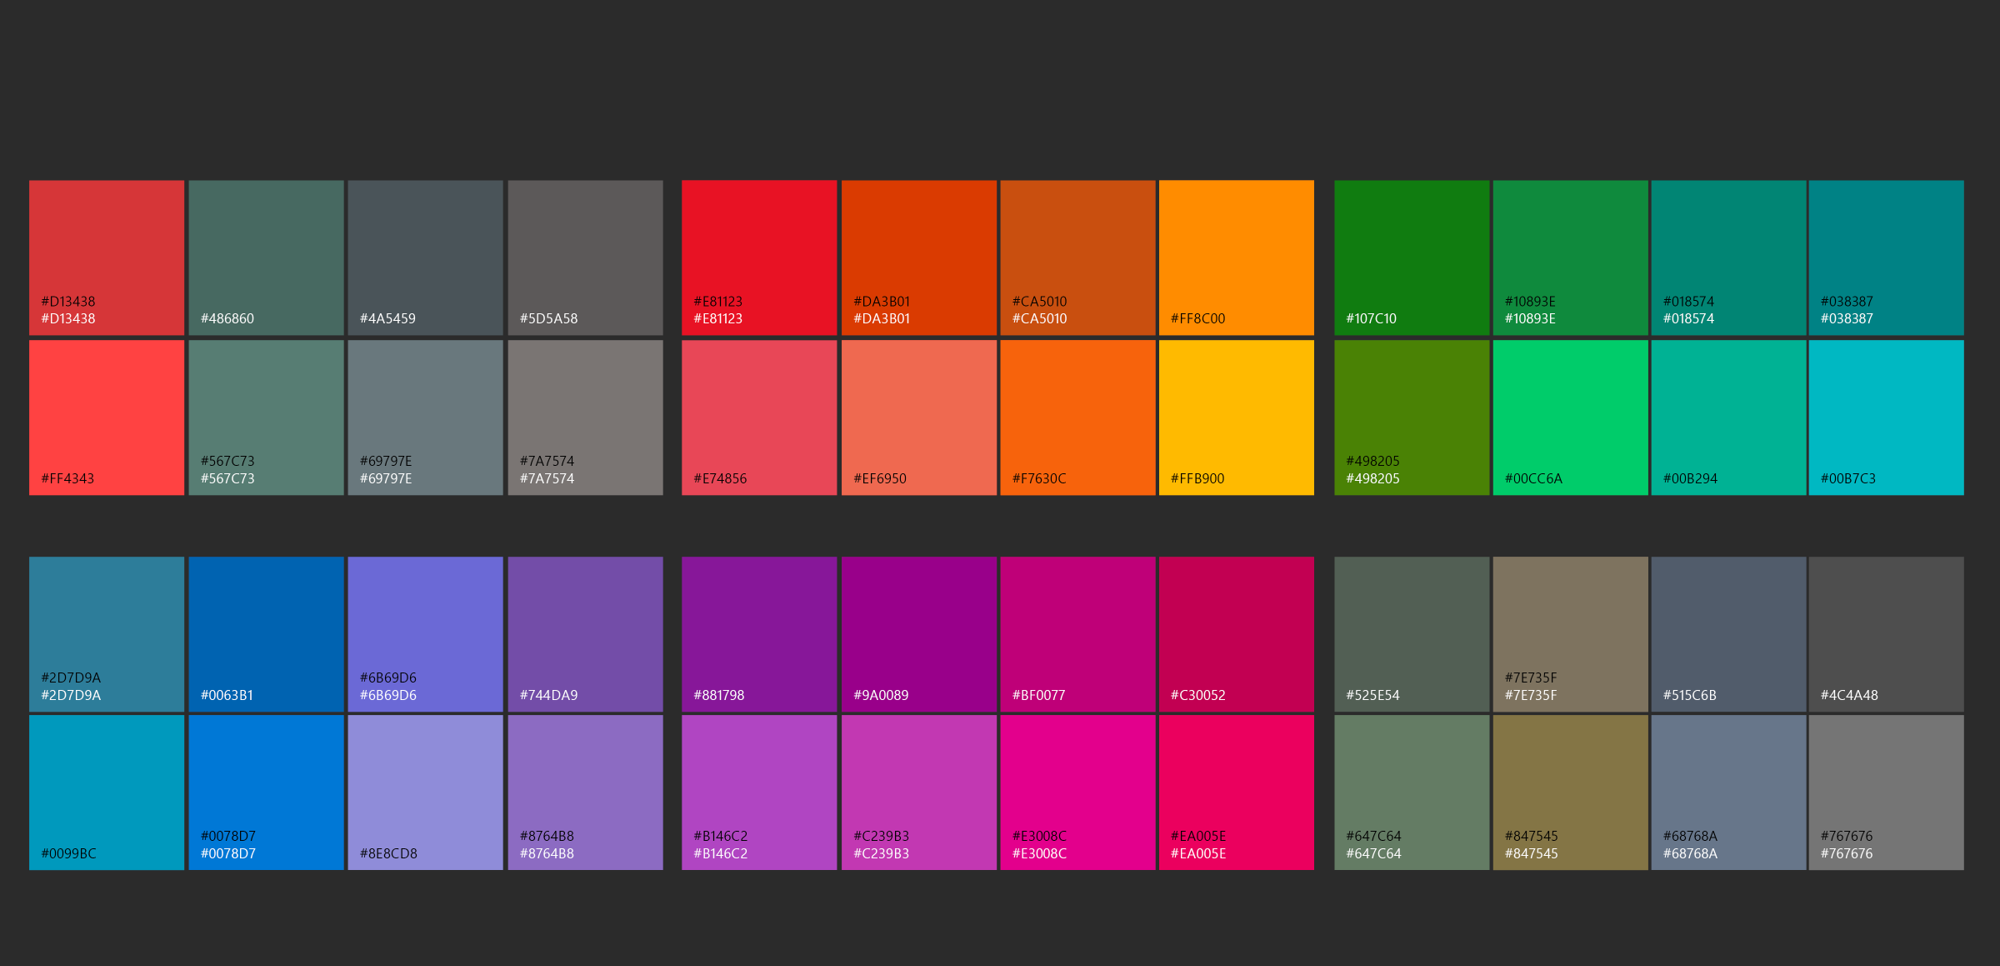 #D13438
#D13438
#486860
#4A5459
#5D5A58
#E81123
#E81123
#DA3B01
#DA3B01
#CA5010
#CA5010
#FF8C00
#107C10
#10893E
#10893E
#018574
#018574
#038387
#038387
#FF4343
#567C73
#567C73
#69797E
#69797E
#7A7574
#7A7574
#E74856
#EF6950
#F7630C
#FFB900
#498205
#498205
#00CC6A
#00B294
#00B7C3
#2D7D9A
#2D7D9A
#0063B1
#6B69D6
#6B69D6
#744DA9
#881798
#9A0089
#BF0077
#C30052
#525E54
#7E735F
#7E735F
#515C6B
#4C4A48
#0099BC
#0078D7
#0078D7
#8E8CD8
#8764B8
#8764B8
#B146C2
#B146C2
#C239B3
#C239B3
#E3008C
#E3008C
#EA005E
#EA005E
#647C64
#647C64
#847545
#847545
#68768A
#68768A
#767676
#767676